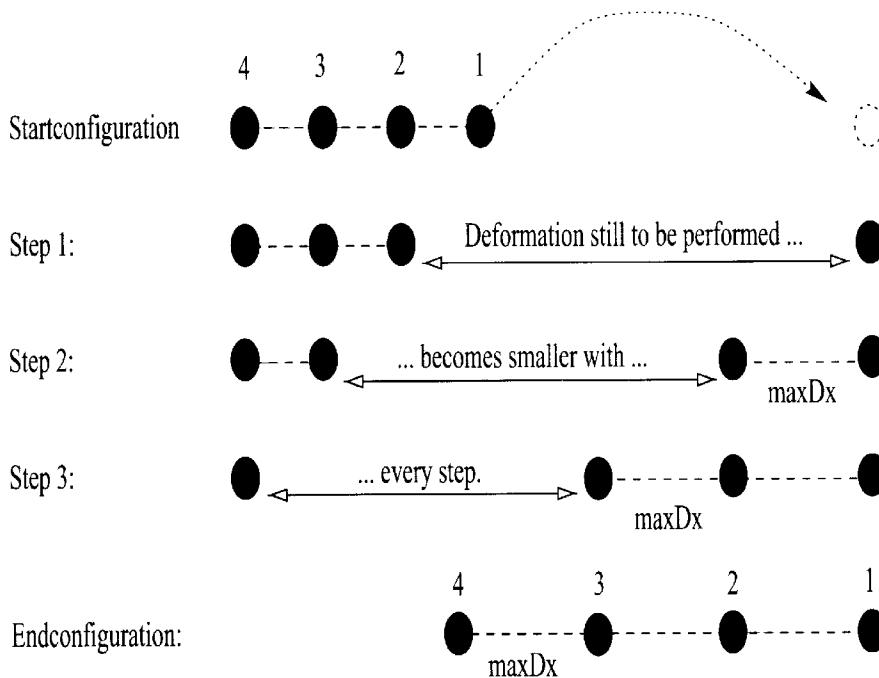 4 3 2 1
Startconfiguration
Step 1: Deformation still to be performed ...
Step 2: ... becomes smaller with ...
maxDx
Step 3: ... every step.
maxDx
4 3 2 1
Endconfiguration:
maxDx